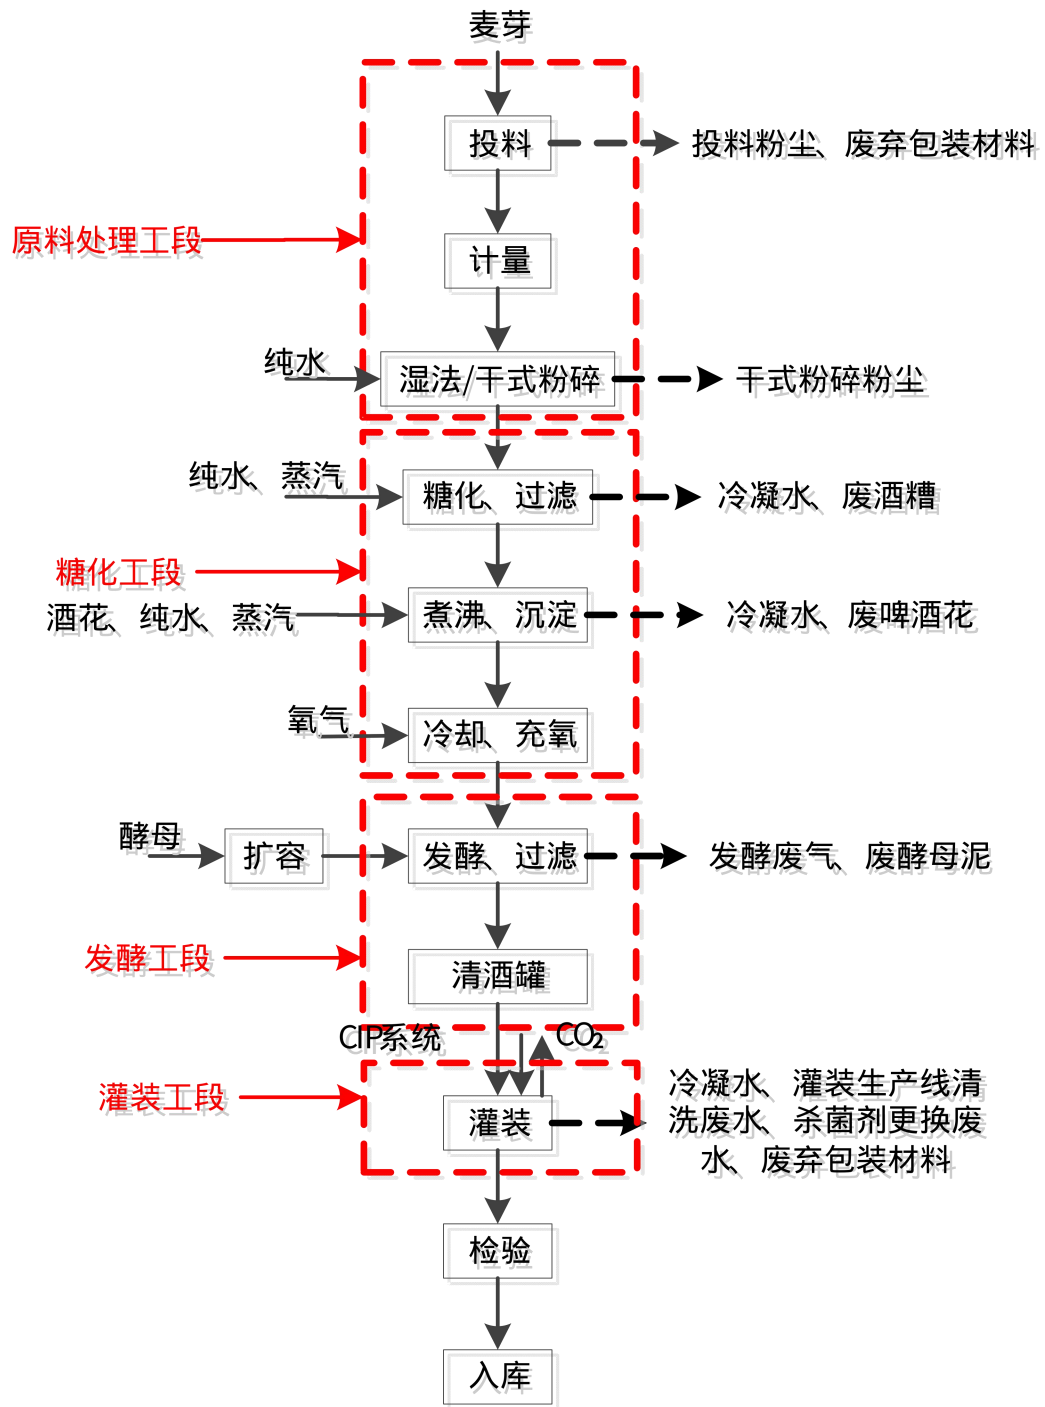 麦芽
投料
投料粉尘、废弃包装材料
原料处理工段
计量
纯水
湿法/干式粉碎
干式粉碎粉尘
纯水、蒸汽
糖化、过滤
冷凝水、废酒糟
糖化工段
酒花、纯水、蒸汽
煮沸、沉淀
冷凝水、废啤酒花
氧气
冷却、充氧
酵母
扩容
发酵、过滤
发酵废气、废酵母泥
发酵工段
清酒罐
CIP系统
CO₂
灌装工段
灌装
冷凝水、灌装生产线清
洗废水、杀菌剂更换废
水、废弃包装材料
检验
入库